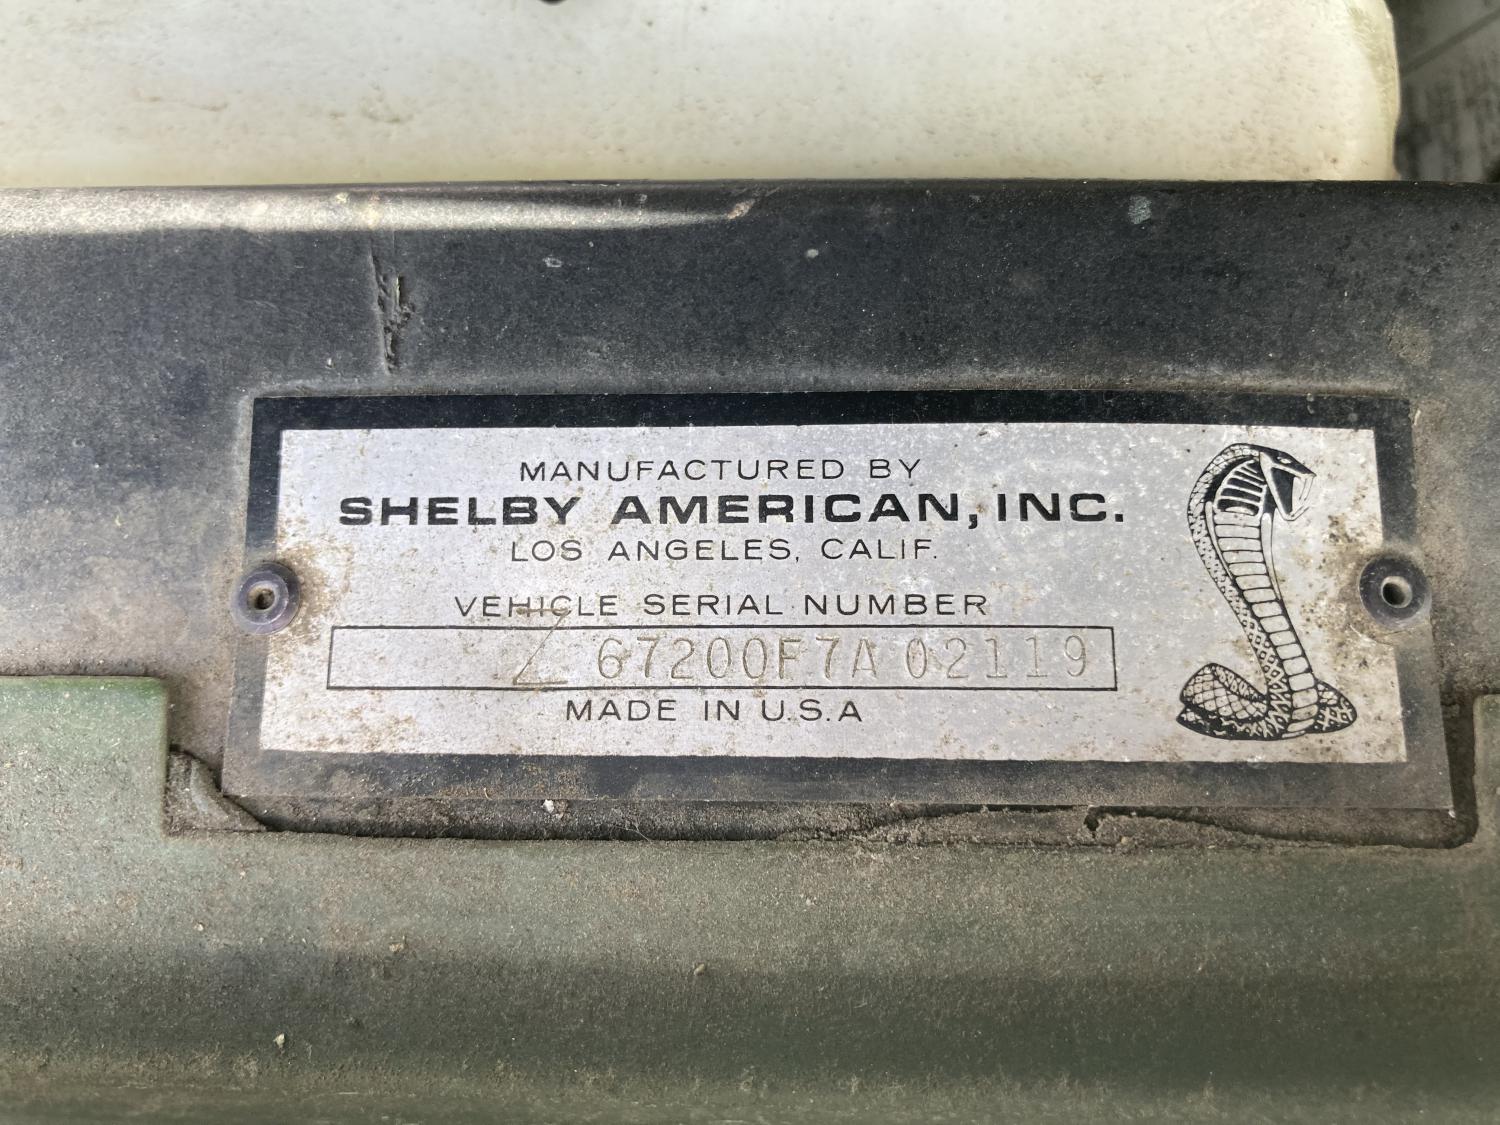 MANUFACTURED BY
SHELBY AMERICAN, INC.
LOS ANGELES, CALIF.
VEHICLE SERIAL NUMBER
67200F7A02119
MADE IN U.S.A